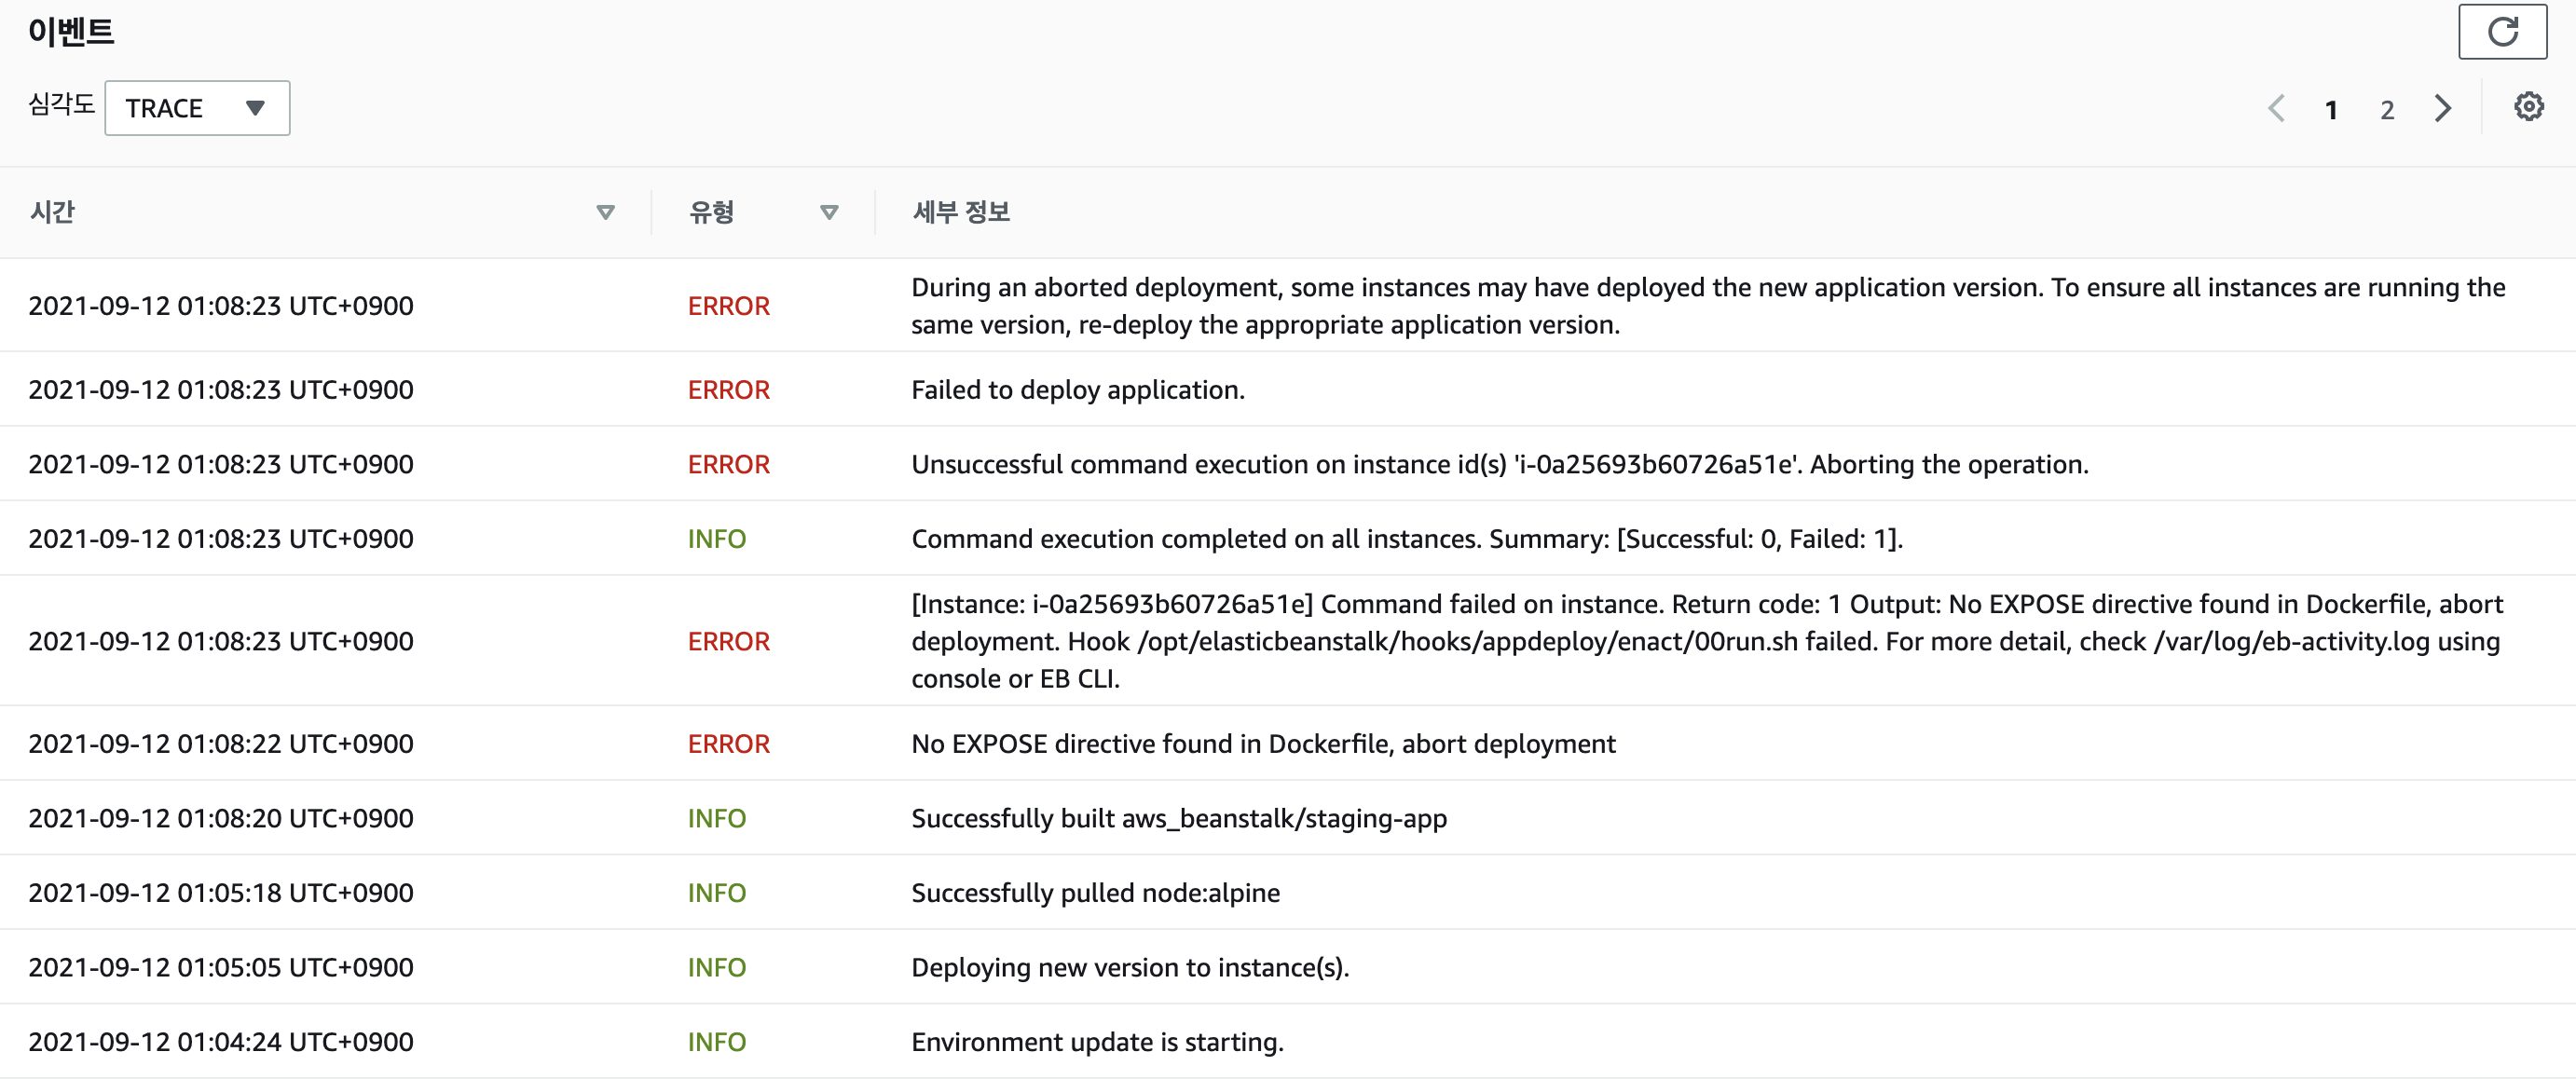 이벤트
심각도 TRACE
1 2
시간 유형 세부 정보
2021-09-12 01:08:23 UTC+0900 ERROR During an aborted deployment, some instances may have deployed the new application version. To ensure all instances are running the
same version, re-deploy the appropriate application version.
2021-09-12 01:08:23 UTC+0900 ERROR Failed to deploy application.
2021-09-12 01:08:23 UTC+0900 ERROR Unsuccessful command execution on instance id(s) 'i-0a25693b60726a51e'. Aborting the operation.
2021-09-12 01:08:23 UTC+0900 INFO Command execution completed on all instances. Summary: [Successful: 0, Failed: 1].
2021-09-12 01:08:23 UTC+0900 ERROR [Instance: i-0a25693b60726a51e] Command failed on instance. Return code: 1 Output: No EXPOSE directive found in Dockerfile, abort
deployment. Hook /opt/elasticbeanstalk/hooks/appdeploy/enact/00run.sh failed. For more detail, check /var/log/eb-activity.log using
console or EB CLI.
2021-09-12 01:08:22 UTC+0900 ERROR No EXPOSE directive found in Dockerfile, abort deployment
2021-09-12 01:08:20 UTC+0900 INFO Successfully built aws_beanstalk/staging-app
2021-09-12 01:05:18 UTC+0900 INFO Successfully pulled node:alpine
2021-09-12 01:05:05 UTC+0900 INFO Deploying new version to instance(s).
2021-09-12 01:04:24 UTC+0900 INFO Environment update is starting.